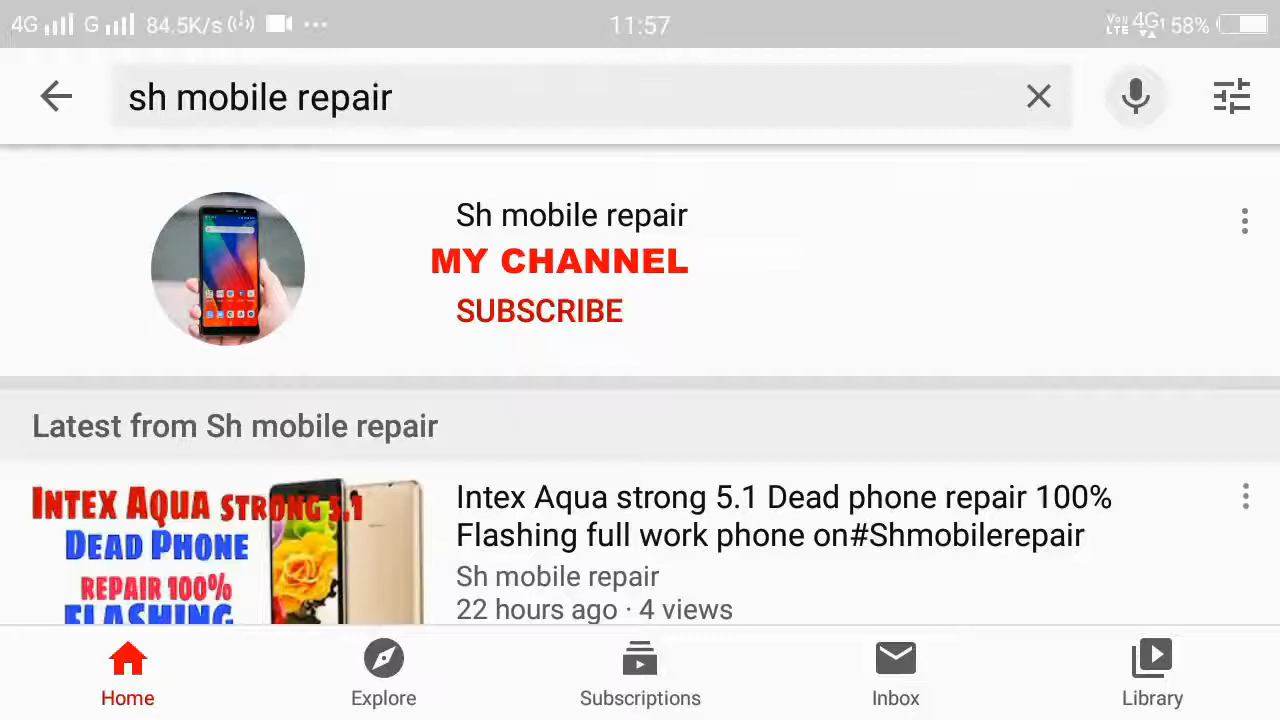 4G G 84.5K/s 11:57 VoLTE 4G1 58%
sh mobile repair
Sh mobile repair
MY CHANNEL
SUBSCRIBE
Latest from Sh mobile repair
INTEX AQUA STRONG 5.1
DEAD PHONE
REPAIR 100%
FLASHING
Intex Aqua strong 5.1 Dead phone repair 100%
Flashing full work phone on#Shmobilerepair
Sh mobile repair
22 hours ago · 4 views
Home Explore Subscriptions Inbox Library